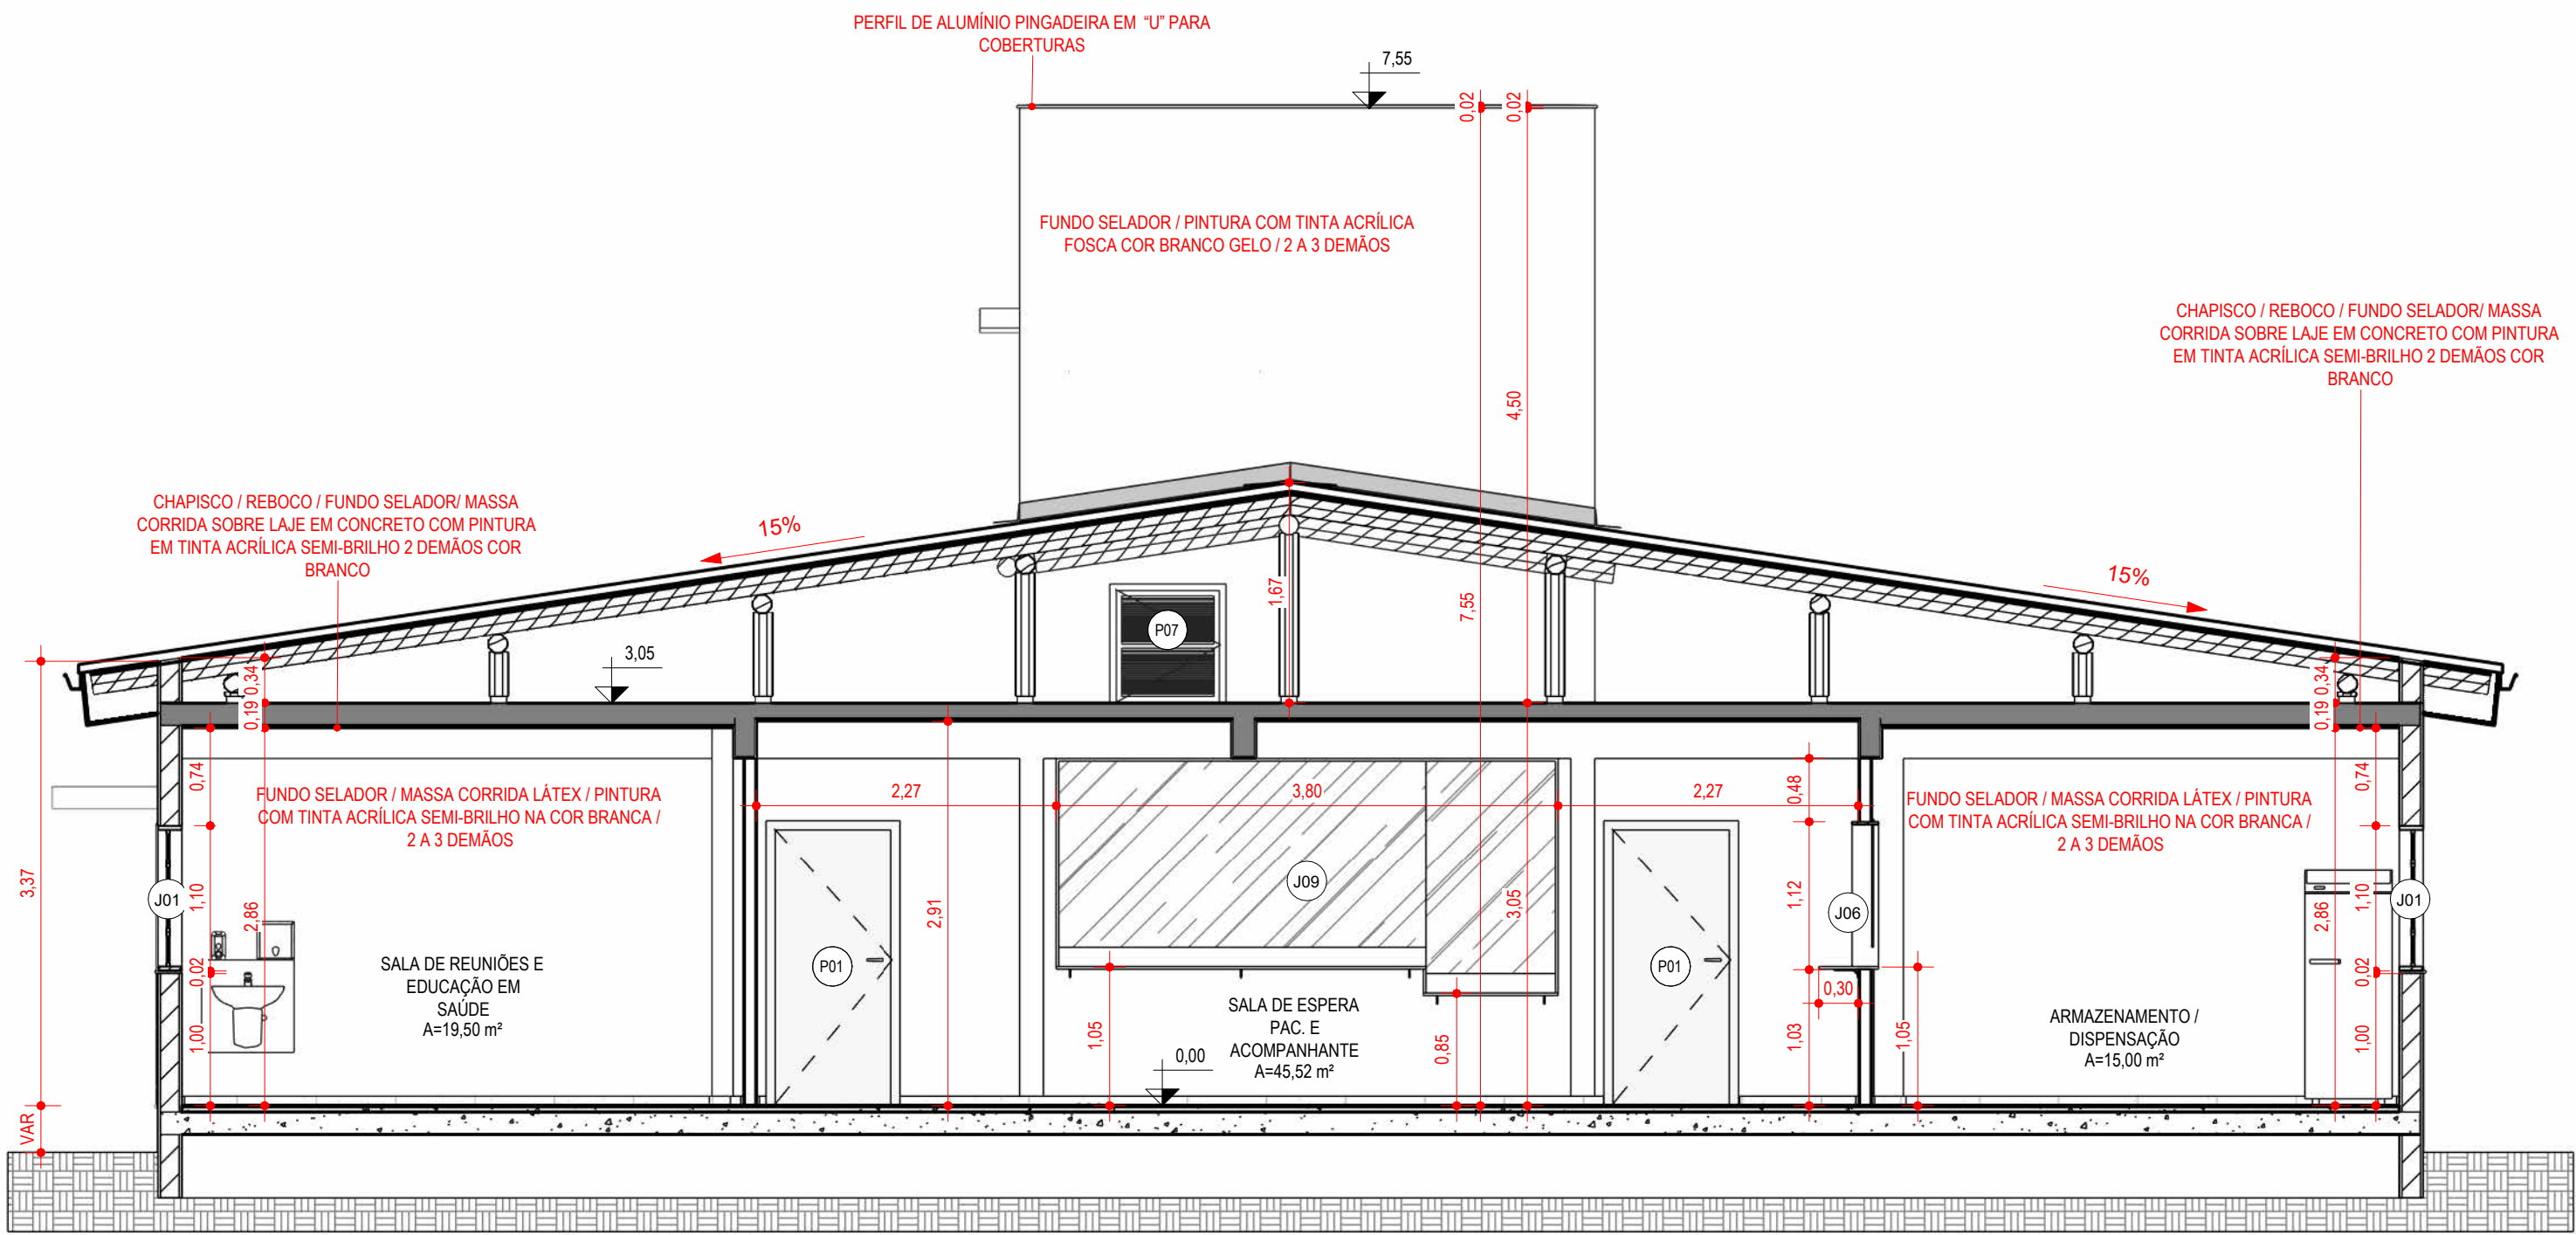 PERFIL DE ALUMÍNIO PINGADEIRA EM “U” PARA
COBERTURAS
7,55
0,02
0,02
FUNDO SELADOR / PINTURA COM TINTA ACRÍLICA
FOSCA COR BRANCO GELO / 2 A 3 DEMÃOS
CHAPISCO / REBOCO / FUNDO SELADOR/ MASSA
CORRIDA SOBRE LAJE EM CONCRETO COM PINTURA
EM TINTA ACRÍLICA SEMI-BRILHO 2 DEMÃOS COR
BRANCO
4,50
CHAPISCO / REBOCO / FUNDO SELADOR/ MASSA
CORRIDA SOBRE LAJE EM CONCRETO COM PINTURA
EM TINTA ACRÍLICA SEMI-BRILHO 2 DEMÃOS COR
BRANCO
15%
15%
1,67
7,55
P07
3,05
0,34
0,19
0,34
0,19
0,74
FUNDO SELADOR / MASSA CORRIDA LÁTEX / PINTURA
COM TINTA ACRÍLICA SEMI-BRILHO NA COR BRANCA /
2 A 3 DEMÃOS
2,27
3,80
2,27
0,48
FUNDO SELADOR / MASSA CORRIDA LÁTEX / PINTURA
COM TINTA ACRÍLICA SEMI-BRILHO NA COR BRANCA /
2 A 3 DEMÃOS
0,74
3,37
J01
1,10
2,86
2,91
J09
3,05
1,12
J06
2,86
1,10
J01
0,02
SALA DE REUNIÕES E
EDUCAÇÃO EM
SAÚDE
A=19,50 m²
P01
P01
0,02
0,30
1,00
1,05
0,00
SALA DE ESPERA
PAC. E
ACOMPANHANTE
A=45,52 m²
0,85
1,03
1,05
ARMAZENAMENTO /
DISPENSAÇÃO
A=15,00 m²
1,00
VAR